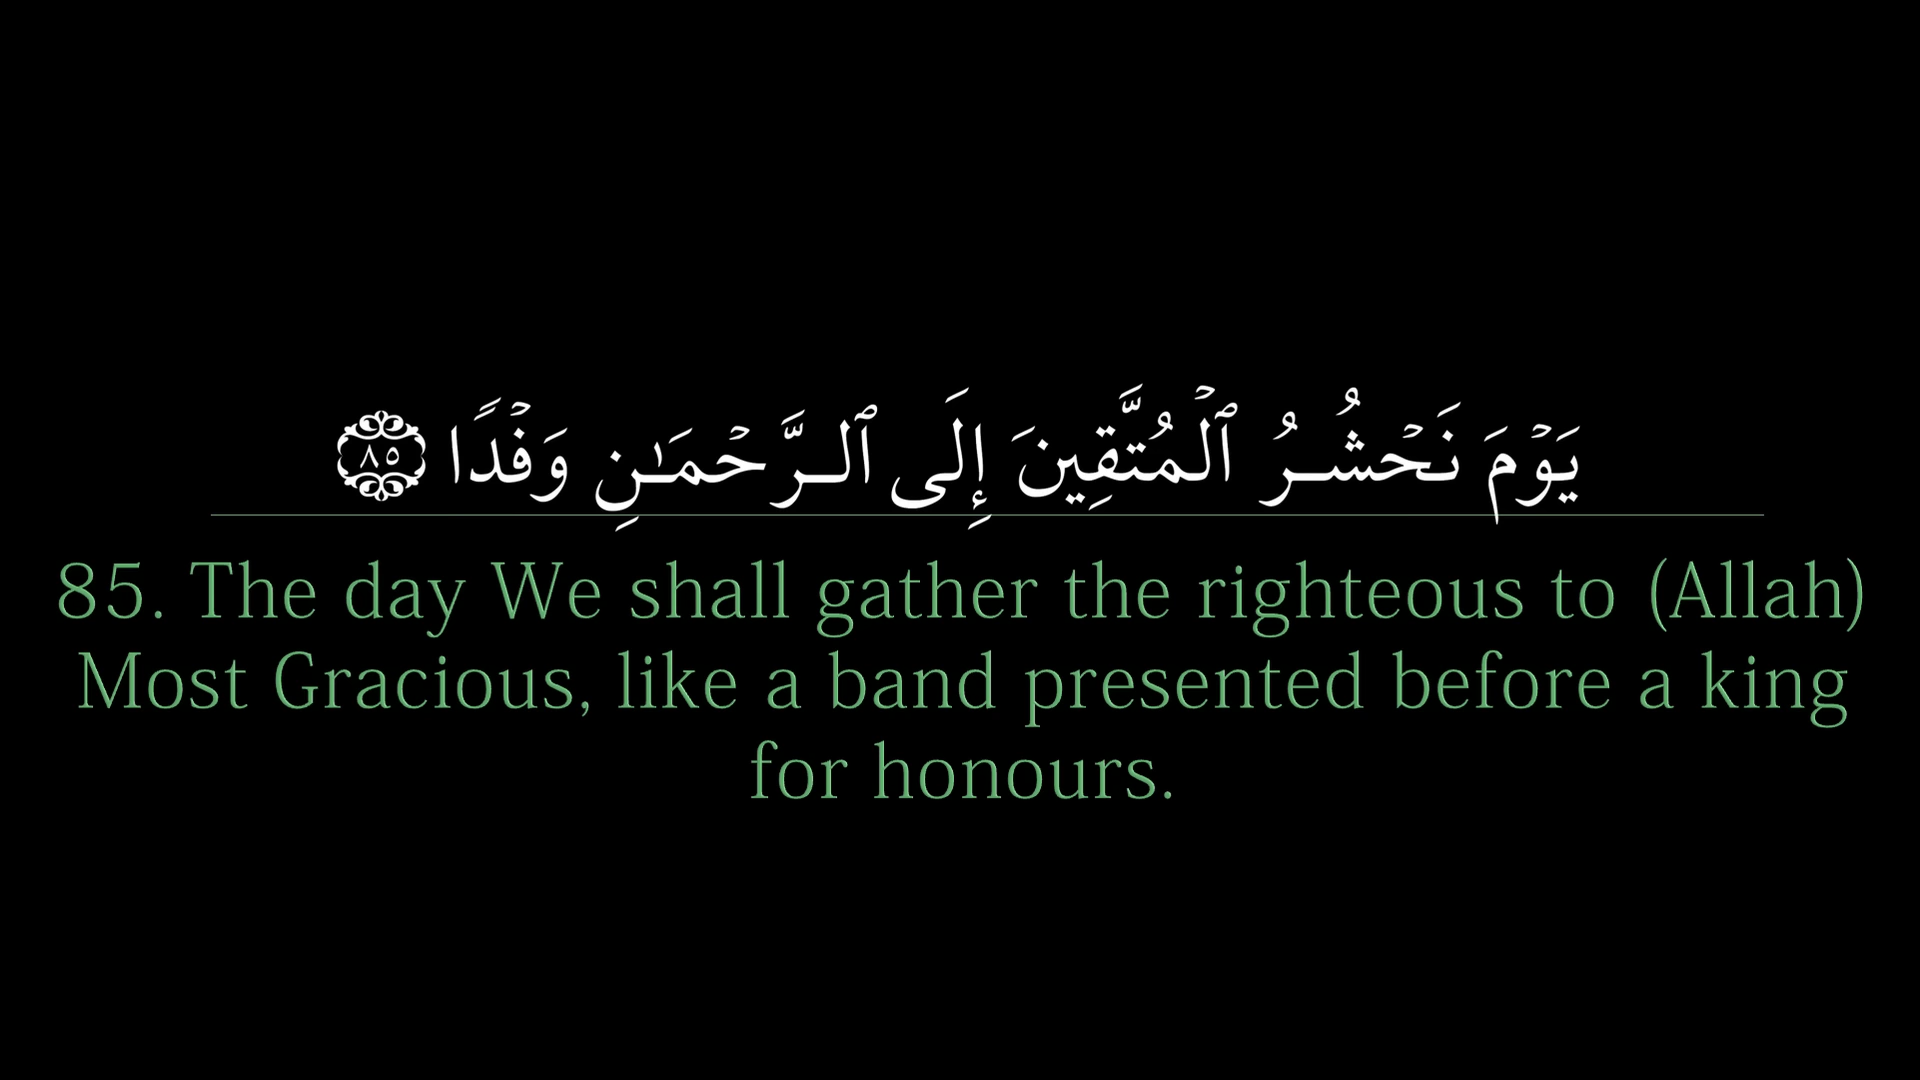 يَوْمَ نَحْشُرُ ٱلْمُتَّقِينَ إِلَى ٱلرَّحْمَـٰنِ وَفْدًا ٨٥
85. The day We shall gather the righteous to (Allah)
Most Gracious, like a band presented before a king
for honours.